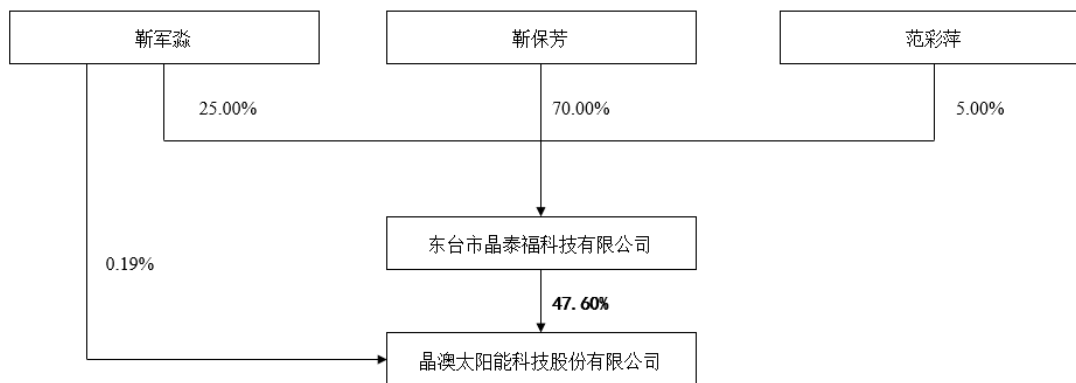 靳军淼
靳保芳
范彩萍
25.00%
70.00%
5.00%
东台市晶泰福科技有限公司
0.19%
47.60%
晶澳太阳能科技股份有限公司